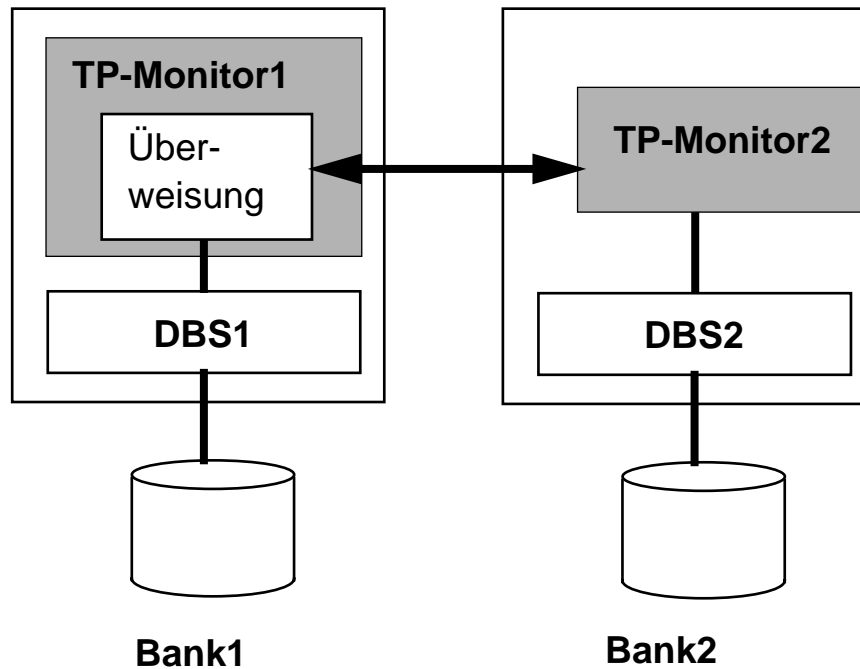 TP-Monitor1
Über-
weisung
TP-Monitor2
DBS1
DBS2
Bank1
Bank2